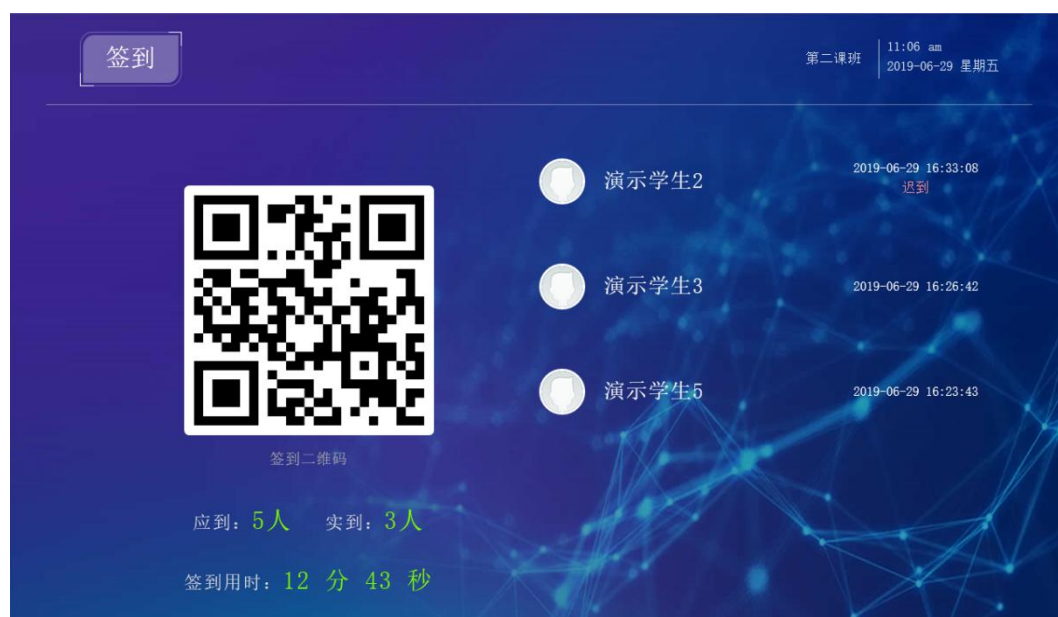 签到
第二课班
11:06 am
2019-06-29 星期五
演示学生2
2019-06-29 16:33:08
迟到
演示学生3
2019-06-29 16:26:42
演示学生5
2019-06-29 16:23:43
签到二维码
应到: 5人 实到: 3人
签到用时: 12 分 43 秒